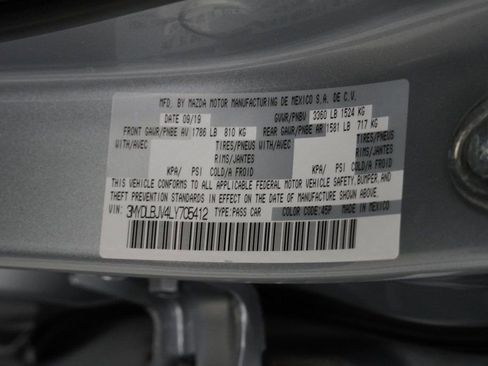 MFD. BY MAZDA MOTOR MANUFACTURING DE MEXICO S.A. DE C.V.
DATE 09/19 GVWR/PNBV 3360 LB 1524 KG
FRONT GAWR/PNBE AV 1786 LB 810 KG REAR GAWR/PNBE AR 1581 LB 717 KG
WITH/AVEC TIRES/PNEUS WITH/AVEC TIRES/PNEUS
RIMS/JANTES RIMS/JANTES
KPA/ PSI COLD/A FROID KPA/ PSI COLD/A FROID
THIS VEHICLE CONFORMS TO ALL APPLICABLE FEDERAL MOTOR VEHICLE SAFETY, BUMPER, AND
THEFT PREVENTION STANDARDS IN EFFECT ON THE DATE OF MANUFACTURE SHOWN ABOVE.
VIN: 3MYDLBJV4LY705412 TYPE: PASS CAR COLOR CODE: 45P MADE IN MEXICO